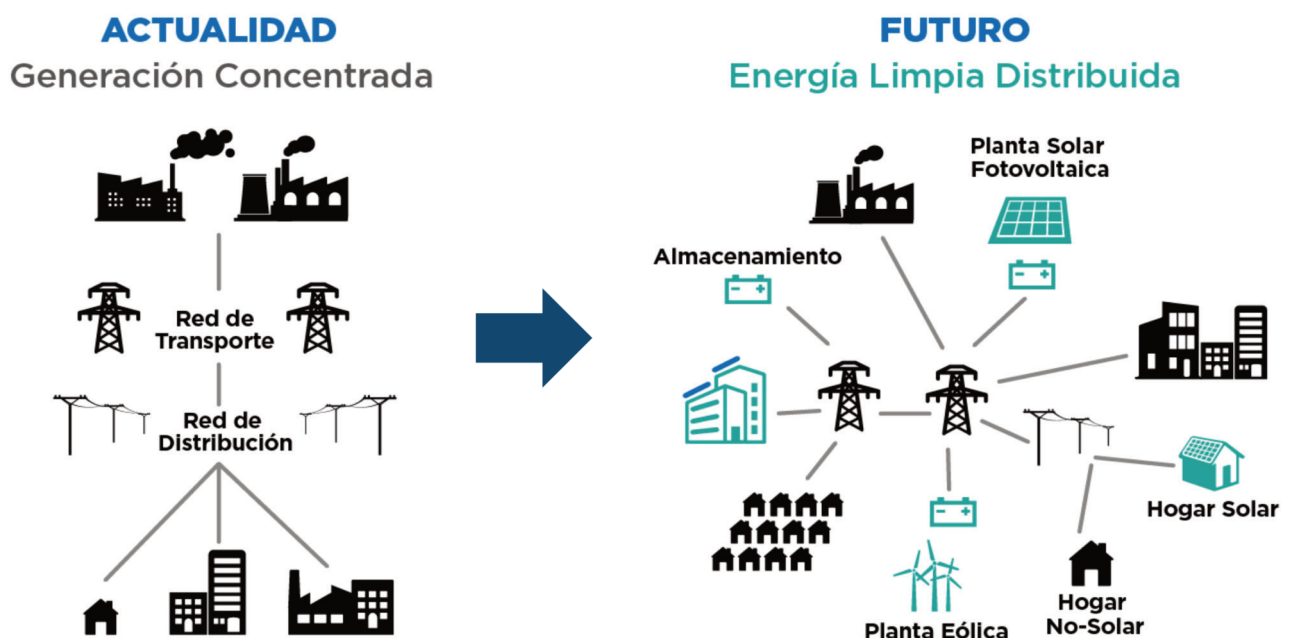 ACTUALIDAD
Generación Concentrada
Red de
Transporte
Red de
Distribución
FUTURO
Energía Limpia Distribuida
Planta Solar
Fotovoltaica
Almacenamiento
Hogar Solar
Hogar
No-Solar
Planta Eólica